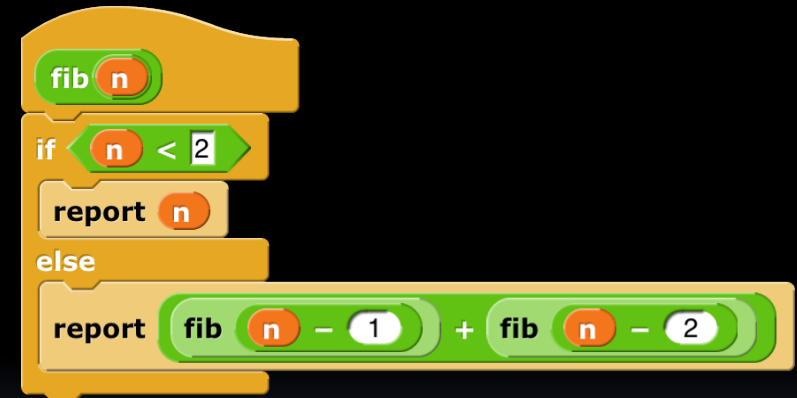 fib n
if n < 2
report n
else
report fib n − 1 + fib n − 2